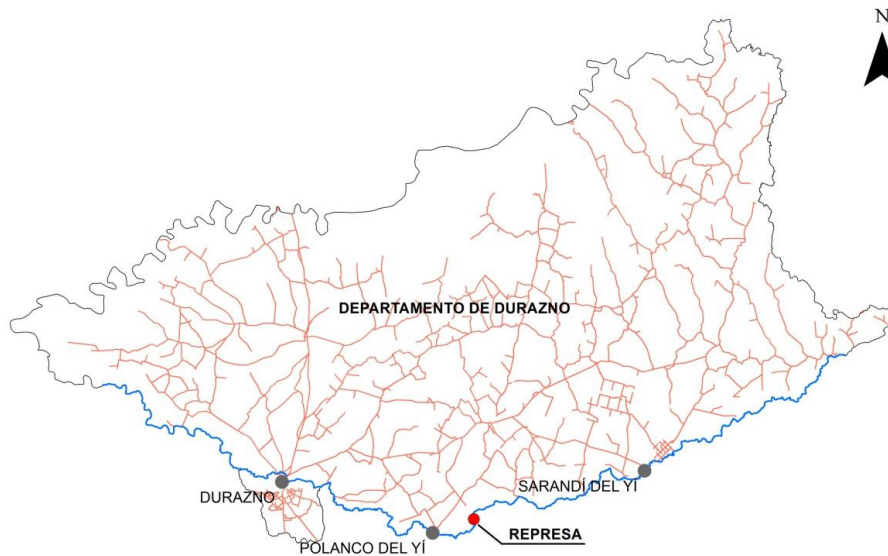 N
DEPARTAMENTO DE DURAZNO
SARANDÍ DEL YÍ
DURAZNO
REPRESA
POLANCO DEL YÍ